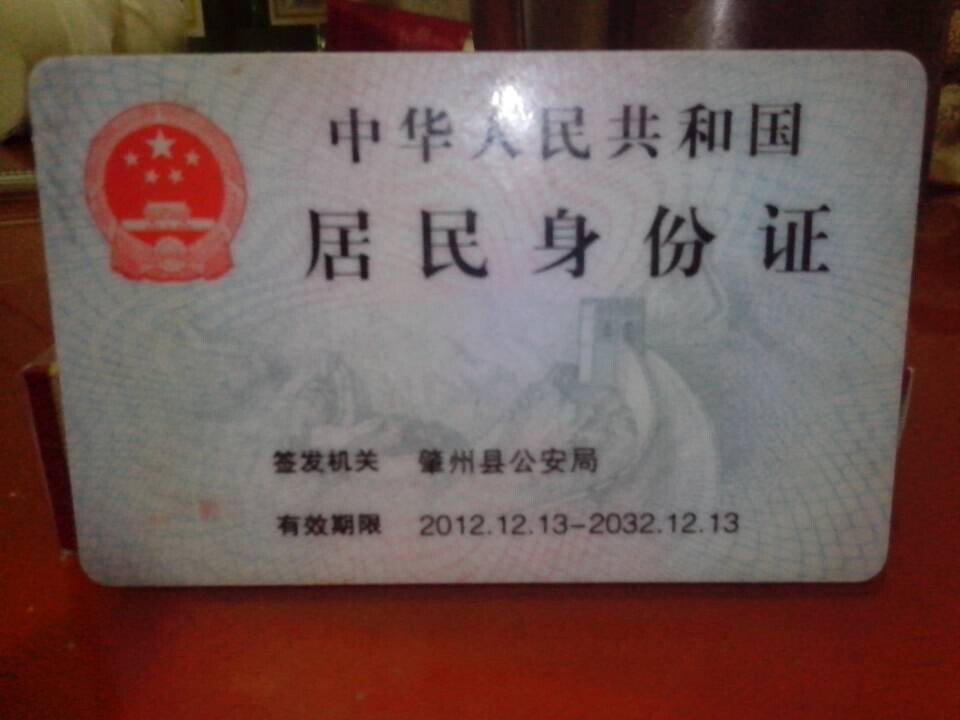 中华人民共和国
居民身份证
签发机关 肇州县公安局
有效期限 2012.12.13-2032.12.13